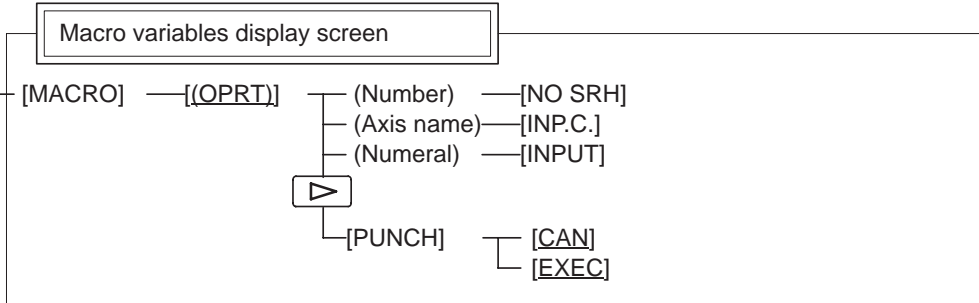 Macro variables display screen
[MACRO] [(OPRT)] (Number) [NO SRH]
(Axis name) [INP.C.]
(Numeral) [INPUT]
[PUNCH] [CAN]
[EXEC]